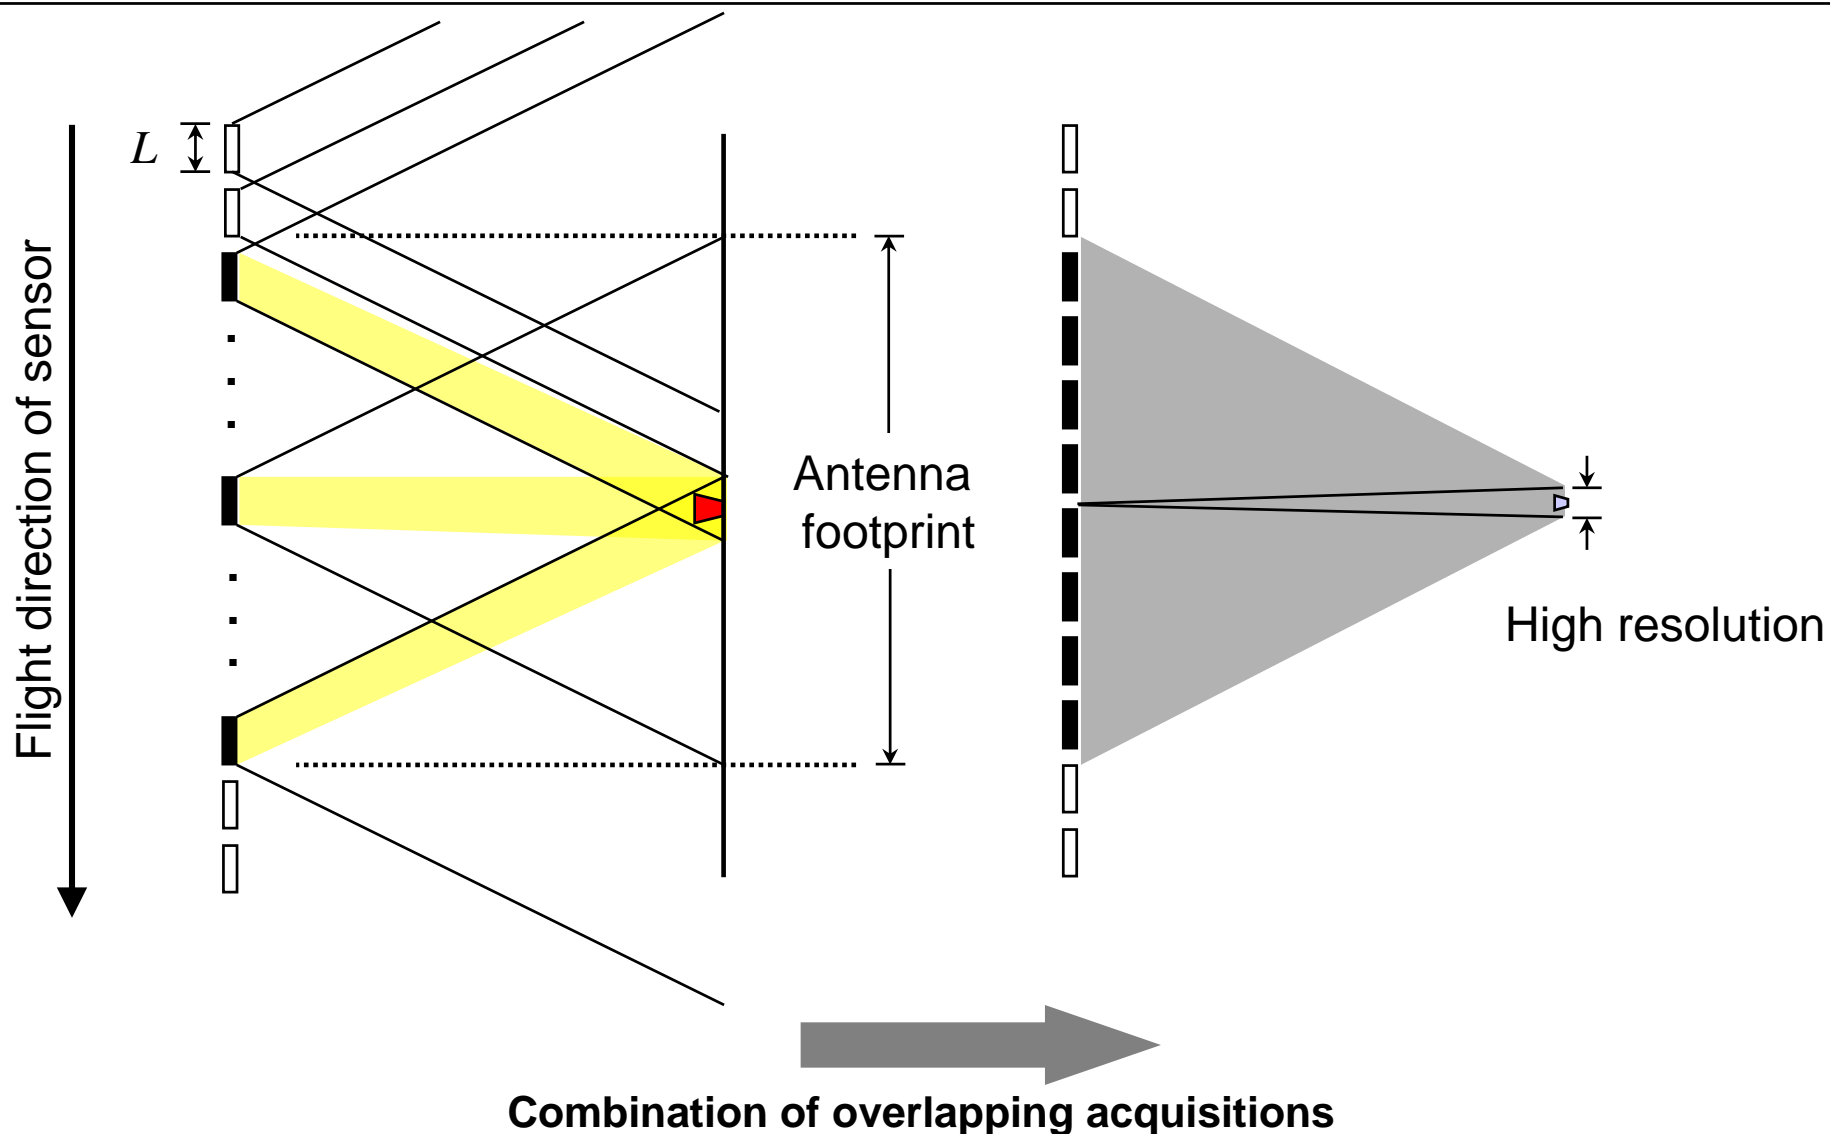 Flight direction of sensor
L
Antenna
footprint
High resolution
Combination of overlapping acquisitions